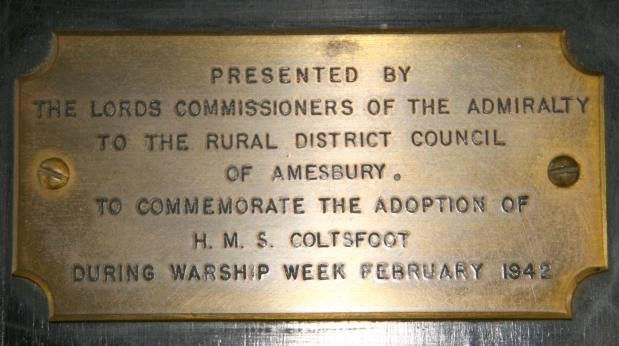 PRESENTED BY
THE LORDS COMMISSIONERS OF THE ADMIRALTY
TO THE RURAL DISTRICT COUNCIL
OF AMESBURY.
TO COMMEMORATE THE ADOPTION OF
H. M. S. COLTSFOOT
DURING WARSHIP WEEK FEBRUARY 1942